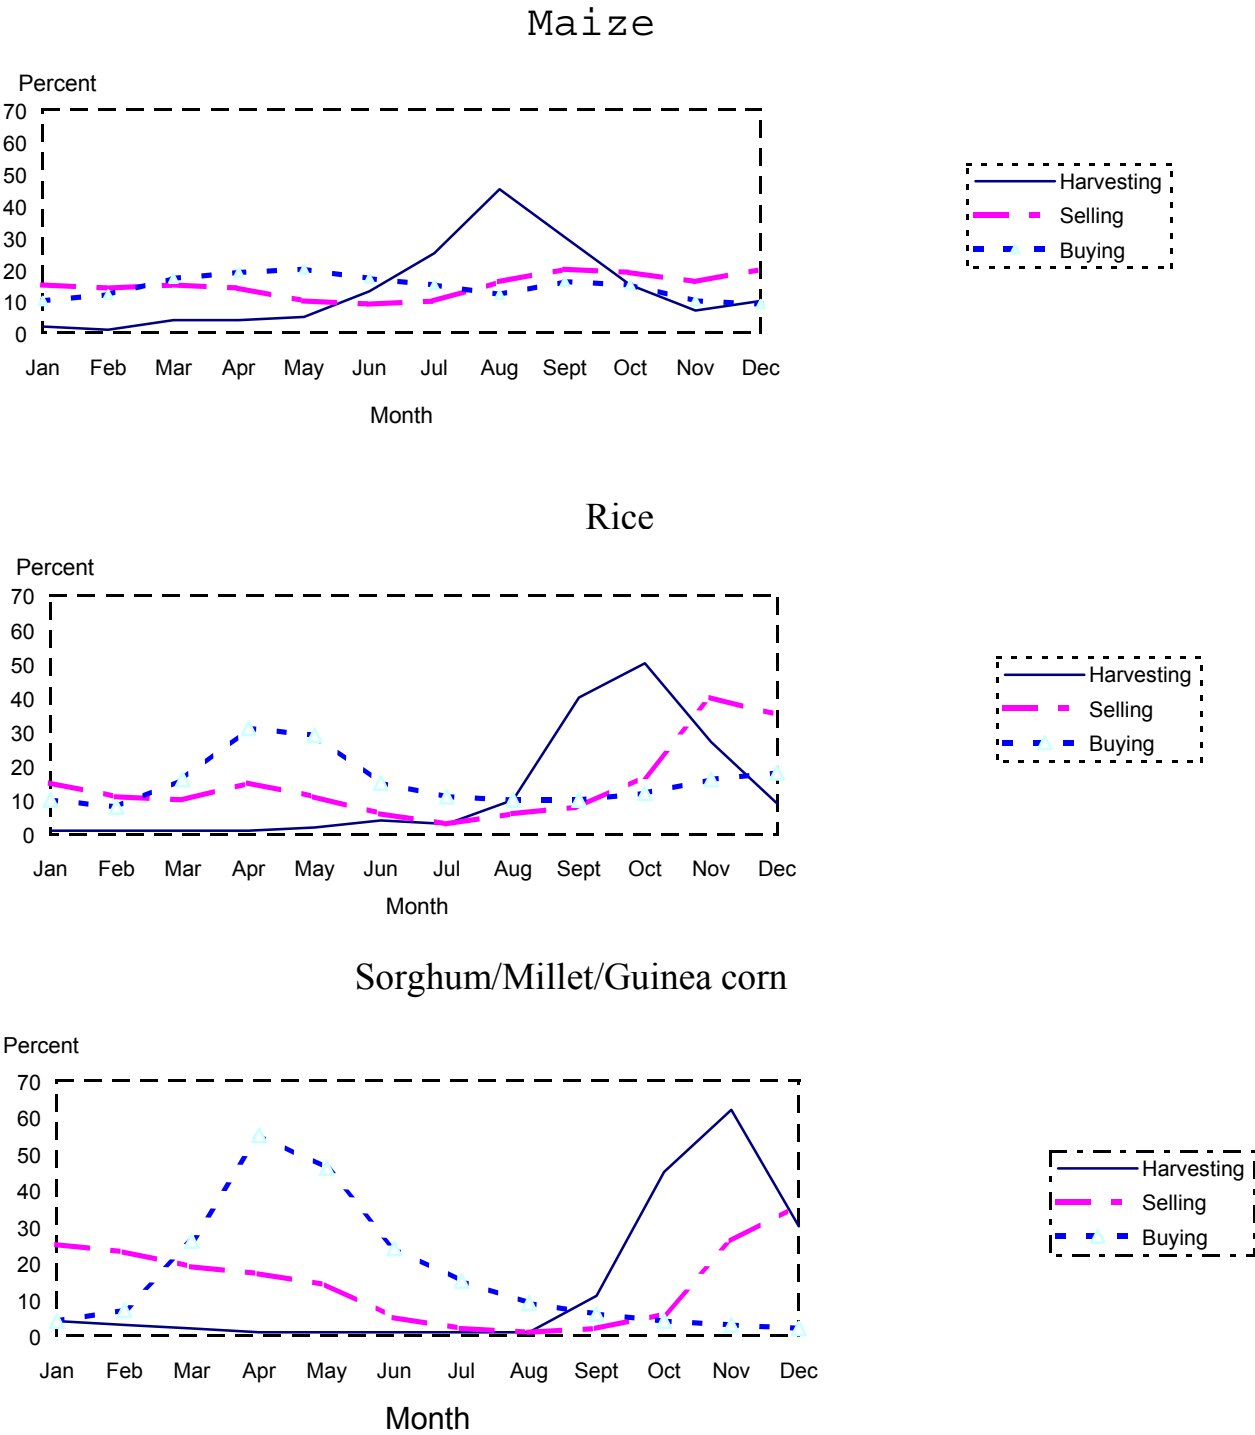 Maize
Percent
70
60
50
40
30
20
10
0
Jan Feb Mar Apr May Jun Jul Aug Sept Oct Nov Dec
Month
Harvesting
Selling
Buying
Rice
Percent
70
60
50
40
30
20
10
0
Jan Feb Mar Apr May Jun Jul Aug Sept Oct Nov Dec
Month
Harvesting
Selling
Buying
Sorghum/Millet/Guinea corn
Percent
70
60
50
40
30
20
10
0
Jan Feb Mar Apr May Jun Jul Aug Sept Oct Nov Dec
Month
Harvesting
Selling
Buying